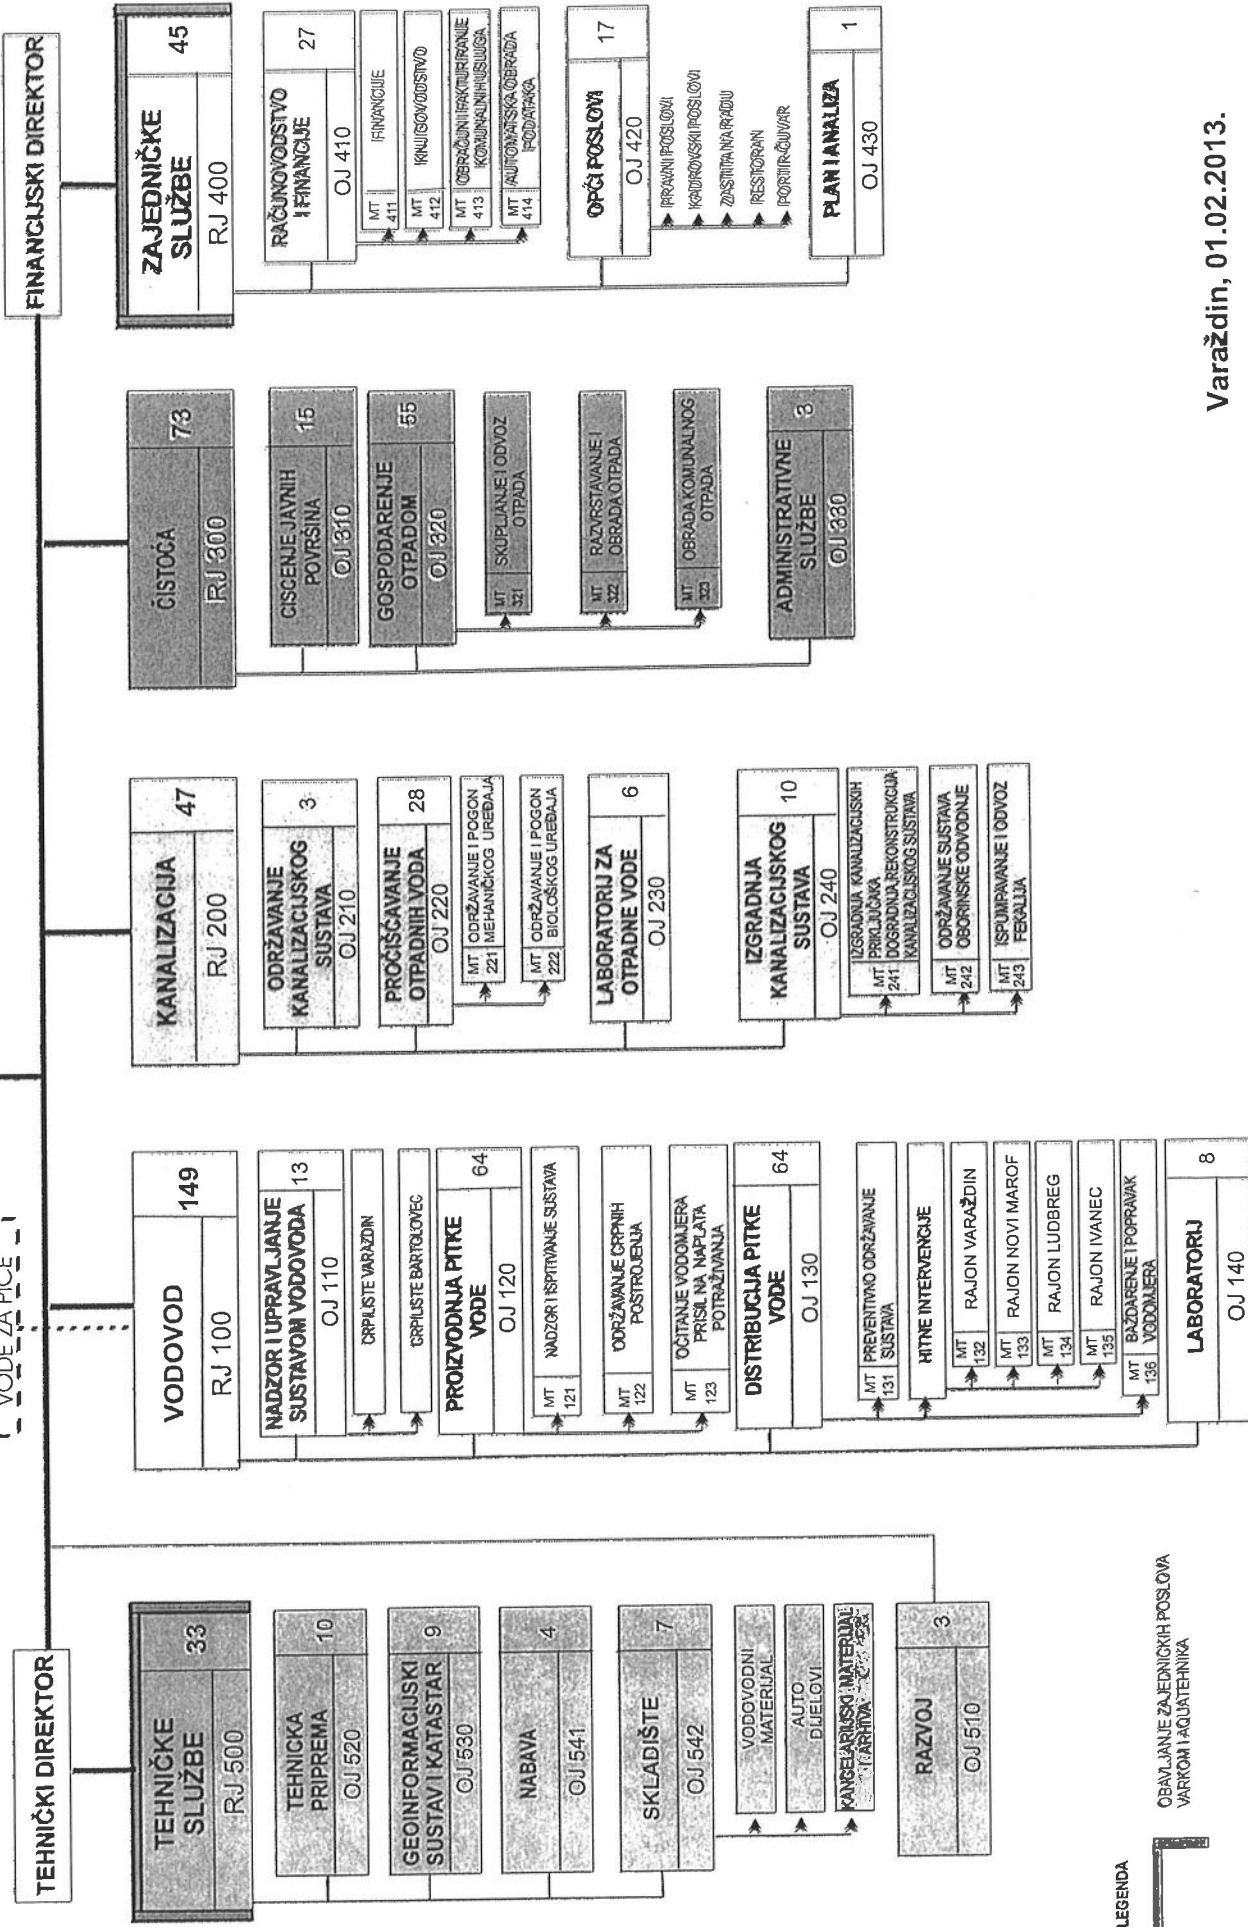 VODE ZA PIĆE
TEHNIČKI DIREKTOR
FINANCIJSKI DIREKTOR
TEHNIČKE
SLUŽBE
33
RJ 500
TEHNIČKA
PRIPREMA
10
OJ 520
GEOINFORMACIJSKI
SUSTAV I KATASTAR
9
OJ 530
NABAVA
4
OJ 541
SKLADIŠTE
7
OJ 542
VODOVODNI
MATERIJAL
AUTO
DIJELOVI
KANCELARIJSKI MATERIJAL
I ARHIVA
RAZVOJ
3
OJ 510
VODOVOD
149
RJ 100
NADZOR I UPRAVLJANJE
SUSTAVOM VODOVODA
13
OJ 110
CRPILIŠTE VARAŽDIN
CRPILIŠTE BARTOLOVEC
PROIZVODNJA PITKE
VODE
64
OJ 120
MT
121
NADZOR I ISPITIVANJE SUSTAVA
MT
122
ODRŽAVANJE CRPNIH
POSTROJENJA
MT
123
OČITANJE VODOMJERA
PRISIL NA NAPLATA
POTRAŽIVANJA
DISTRIBUCIJA PITKE
VODE
64
OJ 130
MT
131
PREVENTIVNO ODRŽAVANJE
SUSTAVA
HITNE INTERVENCIJE
MT
132
RAJON VARAŽDIN
MT
133
RAJON NOVI MAROF
MT
134
RAJON LUDBREG
MT
135
RAJON IVANEC
MT
136
BAŽDARENJE I POPRAVAK
VODOMJERA
LABORATORIJ
8
OJ 140
KANALIZACIJA
47
RJ 200
ODRŽAVANJE
KANALIZACIJSKOG
SUSTAVA
3
OJ 210
PROČIŠĆAVANJE
OTPADNIH VODA
28
OJ 220
MT
221
ODRŽAVANJE I POGON
MEHANIČKOG UREĐAJA
MT
222
ODRŽAVANJE I POGON
BIOLOŠKOG UREĐAJA
LABORATORIJ ZA
OTPADNE VODE
6
OJ 230
IZGRADNJA
KANALIZACIJSKOG
SUSTAVA
10
OJ 240
MT
241
IZGRADNJA KANALIZACIJSKIH
PRIKLJUČAKA
DOGRADNJA,REKONSTRUKCIJA
KANALIZACIJSKOG SUSTAVA
MT
242
ODRŽAVANJE SUSTAVA
OBORINSKE ODVODNJE
MT
243
ISPUMPAVANJE I ODVOZ
FEKALIJA
ČISTOĆA
73
RJ 300
ČIŠĆENJE JAVNIH
POVRŠINA
15
OJ 310
GOSPODARENJE
OTPADOM
55
OJ 320
MT
321
SKUPLJANJE I ODVOZ
OTPADA
MT
322
RAZVRSTAVANJE I
OBRADA OTPADA
MT
323
OBRADA KOMUNALNOG
OTPADA
ADMINISTRATIVNE
SLUŽBE
3
OJ 330
ZAJEDNIČKE
SLUŽBE
45
RJ 400
RAČUNOVODSTVO
I FINANCIJE
27
OJ 410
MT
411
FINANCIJE
MT
412
KNJIGOVODSTVO
MT
413
OBRAČUN I FAKTURIRANJE
KOMUNALNIH USLUGA
MT
414
AUTOMATSKA OBRADA
PODATAKA
OPĆI POSLOVI
17
OJ 420
PRAVNI POSLOVI
KADROVSKI POSLOVI
ZAŠTITA NA RADU
RESTORAN
PORTIR-ČUVAR
PLAN I ANALIZA
1
OJ 430
LEGENDA
OBAVLJANJE ZAJEDNIČKIH POSLOVA
VARKOM I AQUATEHNIKA
Varaždin, 01.02.2013.